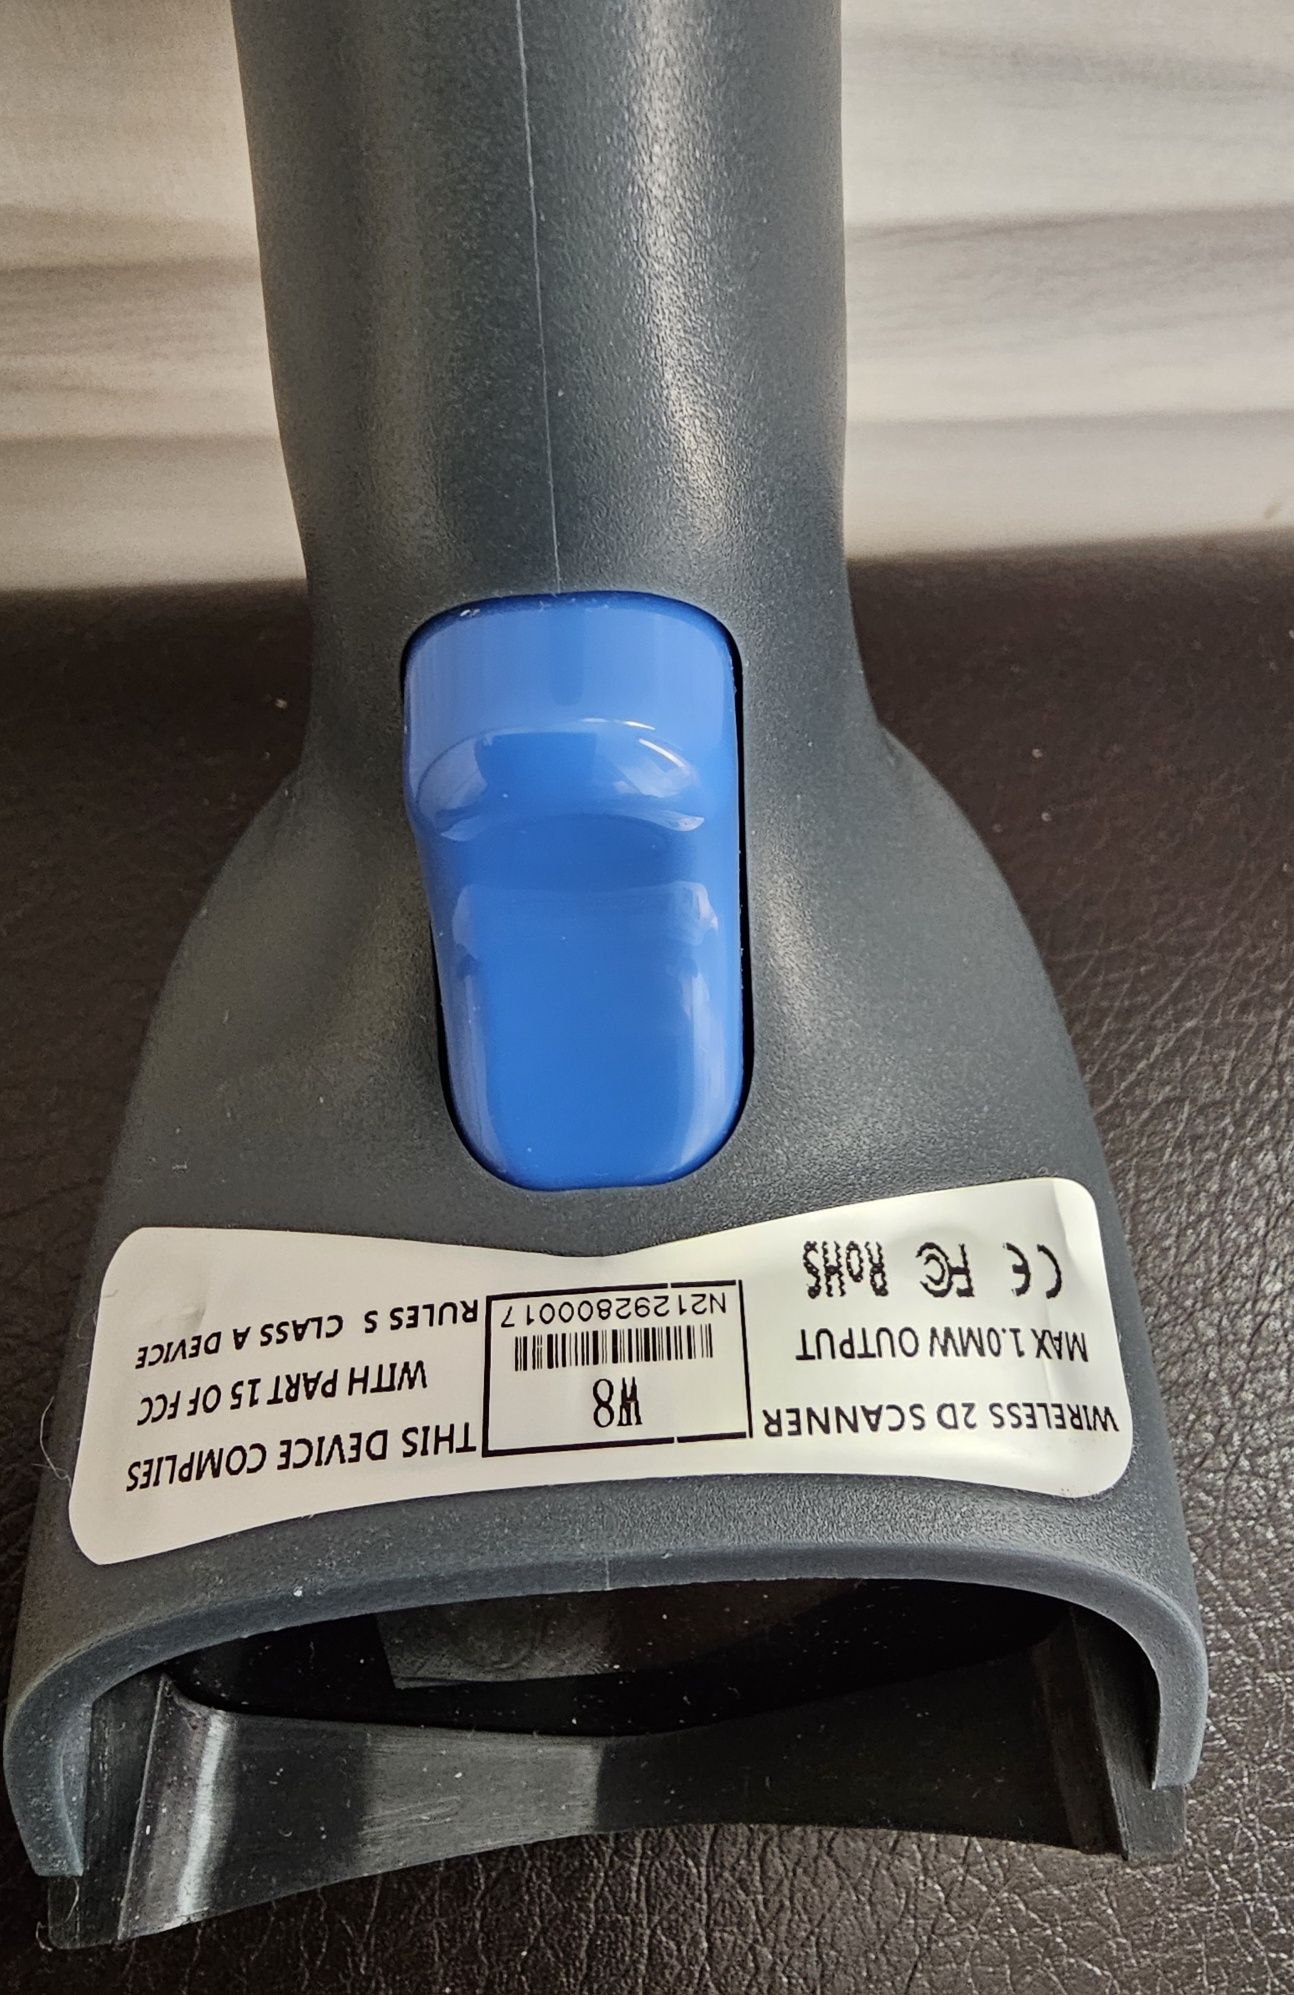 WIRELESS 2D SCANNER
MAX 1.0MW OUTPUT
CE FC RoHS
W8
N21292800017
THIS DEVICE COMPLIES
WITH PART 15 OF FCC
RULES S CLASS A DEVICE